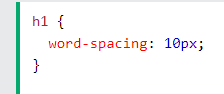 h1 {
  word-spacing: 10px;
}